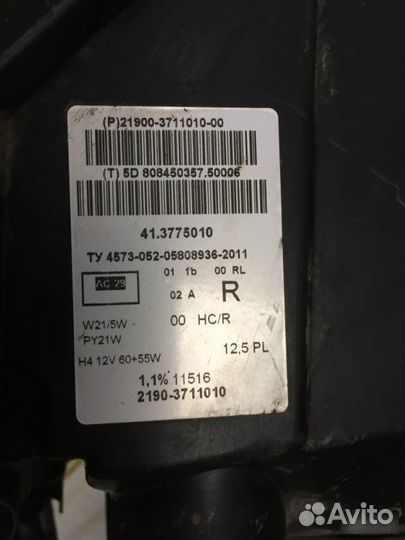 (P)21900-3711010-00
(T) 5D 808450357.50006
41.3775010
ТУ 4573-052-05808936-2011
AC 29
01 1b 00 RL
02 A
R
W21/5W
00 HC/R
PY21W
12,5 PL
H4 12V 60+55W
1,1% 11516
2190-3711010
Avito